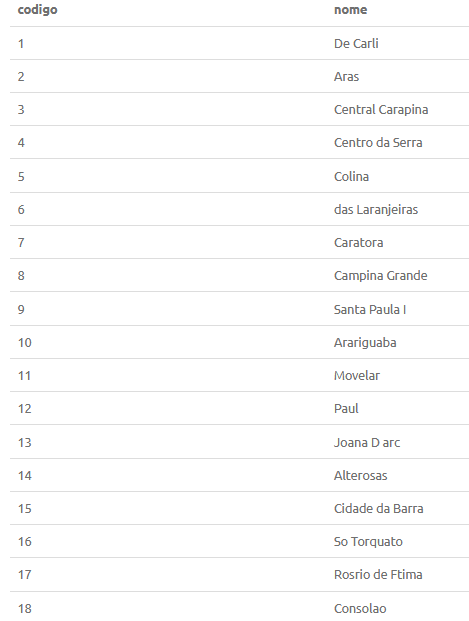 codigo nome
1 De Carli
2 Aras
3 Central Carapina
4 Centro da Serra
5 Colina
6 das Laranjeiras
7 Caratora
8 Campina Grande
9 Santa Paula I
10 Arariguaba
11 Movelar
12 Paul
13 Joana D arc
14 Alterosas
15 Cidade da Barra
16 So Torquato
17 Rosrio de Ftima
18 Consolao